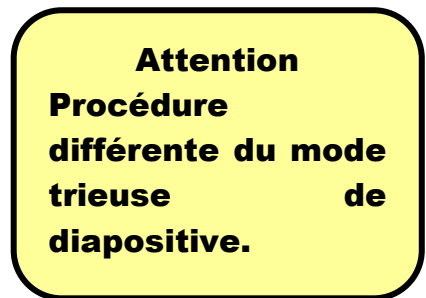 Attention
Procédure
différente du mode
trieuse de
diapositive.